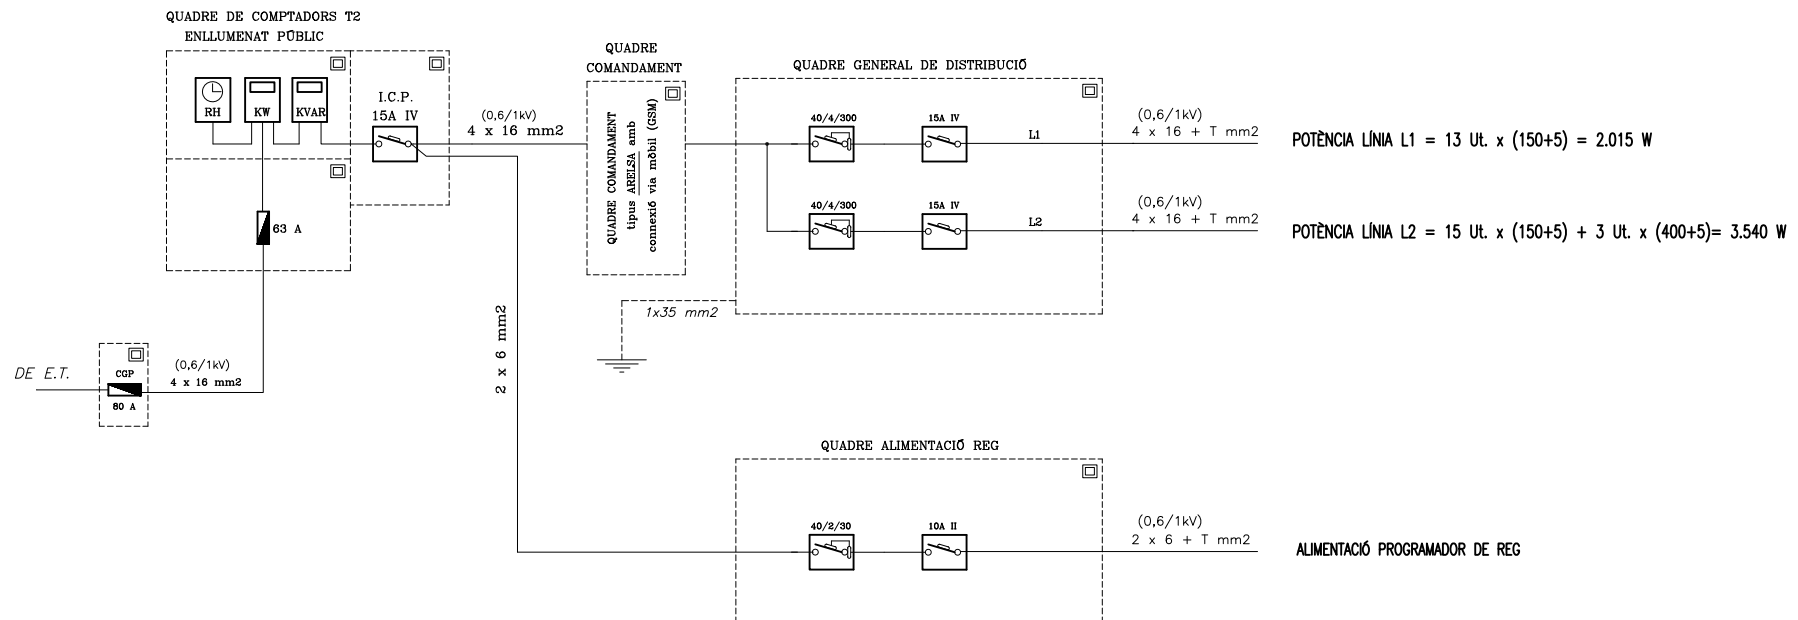 QUADRE DE COMPTADORS T2
ENLLUMENAT PÚBLIC
RH
KW
KVAR
I.C.P.
15A IV
63 A
DE E.T.
CGP
80 A
(0,6/1kV)
4 x 16 mm2
(0,6/1kV)
4 x 16 mm2
2 x 6 mm2
QUADRE
COMANDAMENT
QUADRE COMANDAMENT
tipus ARELSA amb
connexió via mòbil (GSM)
QUADRE GENERAL DE DISTRIBUCIÓ
40/4/300
15A IV
L1
(0,6/1kV)
4 x 16 + T mm2
POTÈNCIA LÍNIA L1 = 13 Ut. x (150+5) = 2.015 W
40/4/300
15A IV
L2
(0,6/1kV)
4 x 16 + T mm2
POTÈNCIA LÍNIA L2 = 15 Ut. x (150+5) + 3 Ut. x (400+5)= 3.540 W
1x35 mm2
QUADRE ALIMENTACIÓ REG
40/2/30
10A II
(0,6/1kV)
2 x 6 + T mm2
ALIMENTACIÓ PROGRAMADOR DE REG